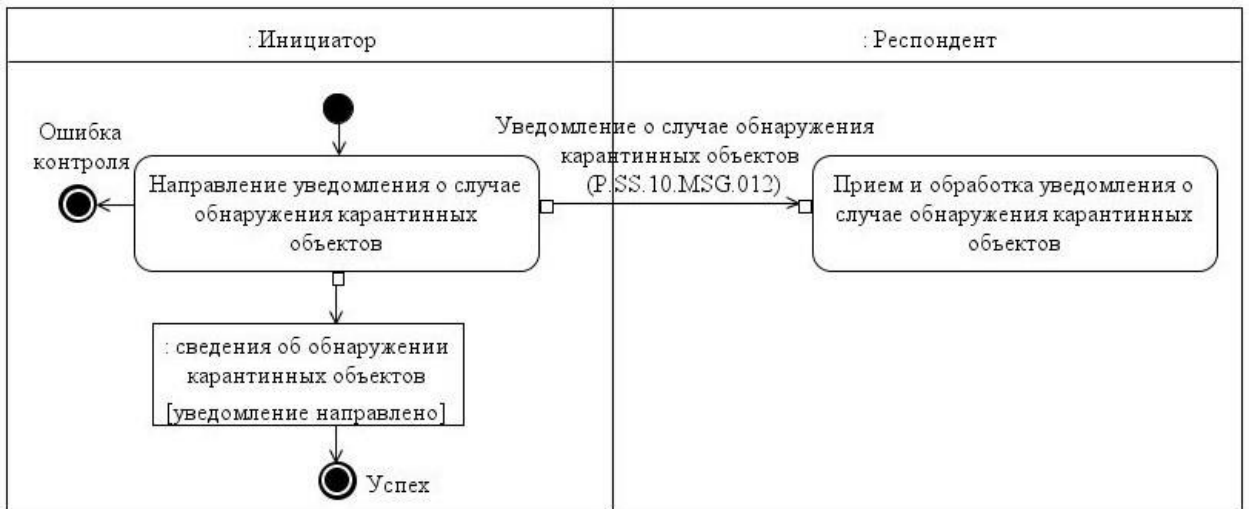 : Инициатор
: Респондент
Ошибка
контроля
Направление уведомления о случае
обнаружения карантинных
объектов
Уведомление о случае обнаружения
карантинных объектов
(P.SS.10.MSG.012)
Прием и обработка уведомления о
случае обнаружения карантинных
объектов
: сведения об обнаружении
карантинных объектов
[уведомление направлено]
Успех